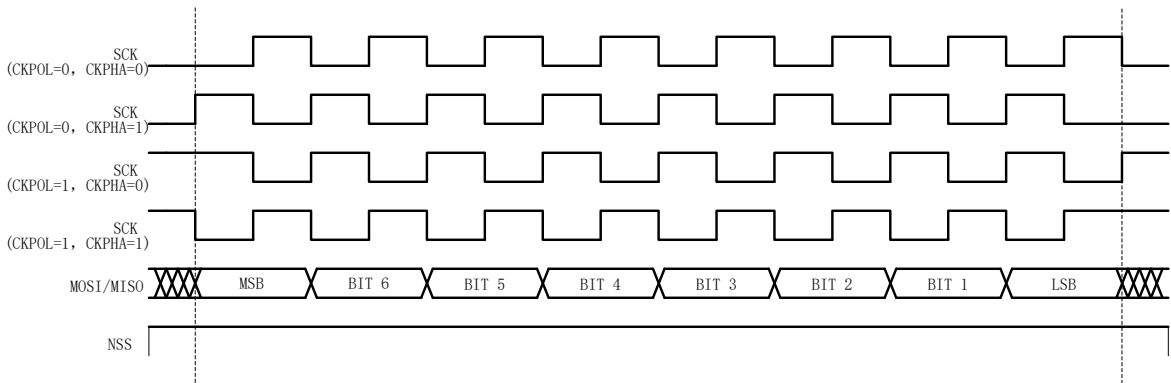 SCK
(CKPOL=0, CKPHA=0)
SCK
(CKPOL=0, CKPHA=1)
SCK
(CKPOL=1, CKPHA=0)
SCK
(CKPOL=1, CKPHA=1)
MOSI/MISO MSB BIT 6 BIT 5 BIT 4 BIT 3 BIT 2 BIT 1 LSB
NSS